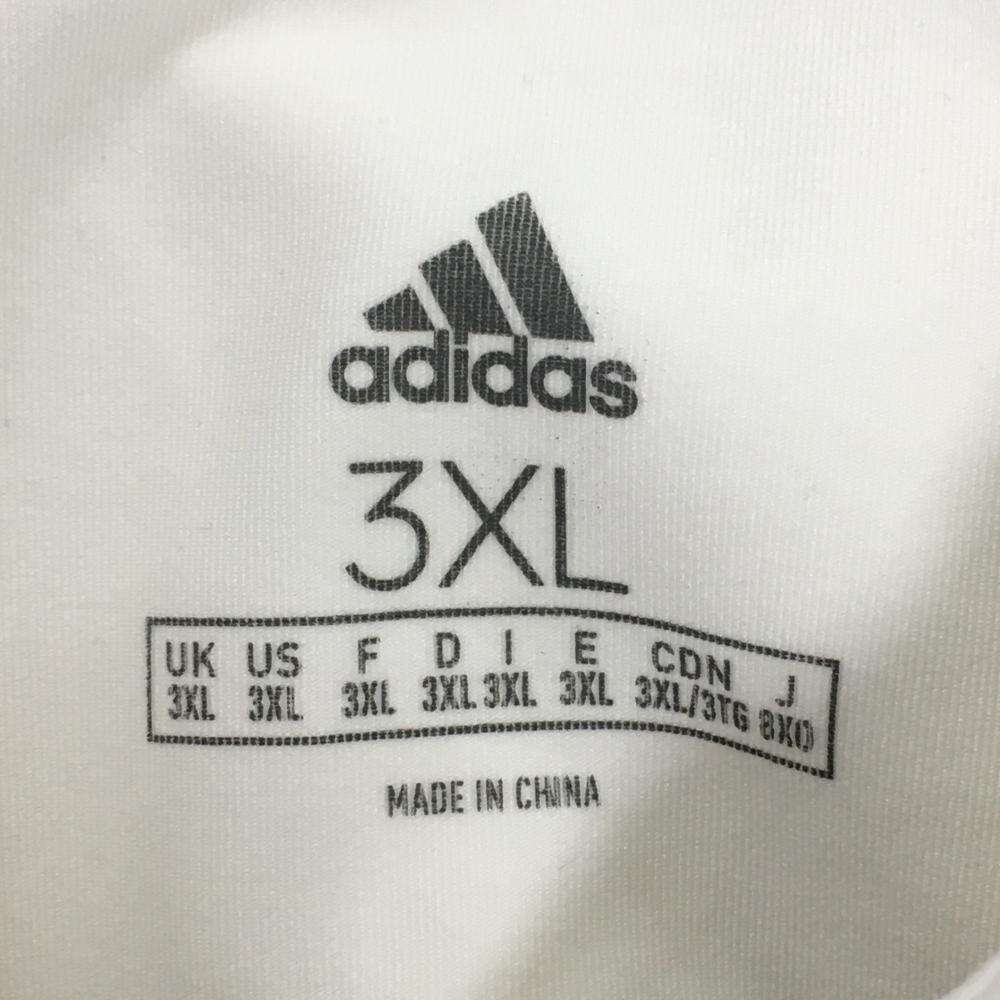 adidas
3XL
UK US F D I E CDN J
3XL 3XL 3XL 3XL 3XL 3XL 3XL/3TG 8XO
MADE IN CHINA